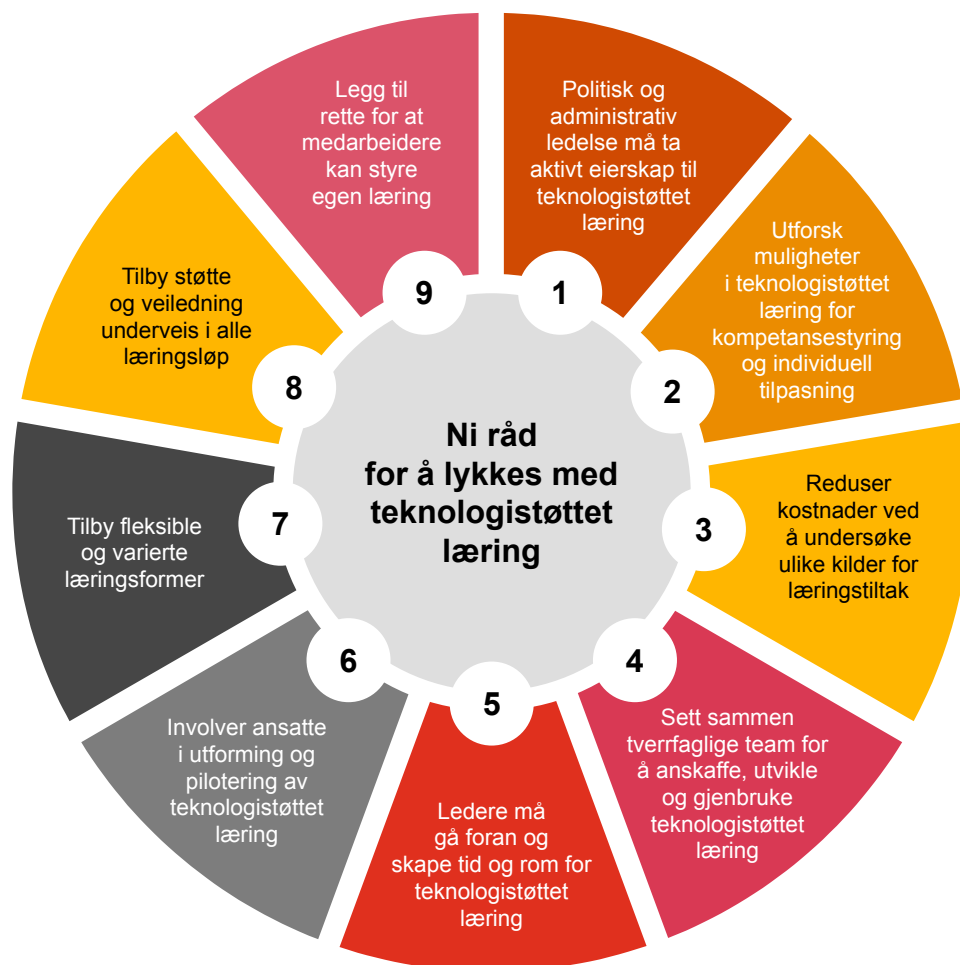 Ni råd
for å lykkes med
teknologistøttet
læring
1
Politisk og
administrativ
ledelse må ta
aktivt eierskap til
teknologistøttet
læring
2
Utforsk
muligheter
i teknologistøttet
læring for
kompetansestyring
og individuell
tilpasning
3
Reduser
kostnader ved
å undersøke
ulike kilder for
læringstiltak
4
Sett sammen
tverrfaglige team for
å anskaffe, utvikle
og gjenbruke
teknologistøttet
læring
5
Ledere må
gå foran og
skape tid og rom for
teknologistøttet
læring
6
Involver ansatte
i utforming og
pilotering av
teknologistøttet
læring
7
Tilby fleksible
og varierte
læringsformer
8
Tilby støtte
og veiledning
underveis i alle
læringsløp
9
Legg til
rette for at
medarbeidere
kan styre
egen læring